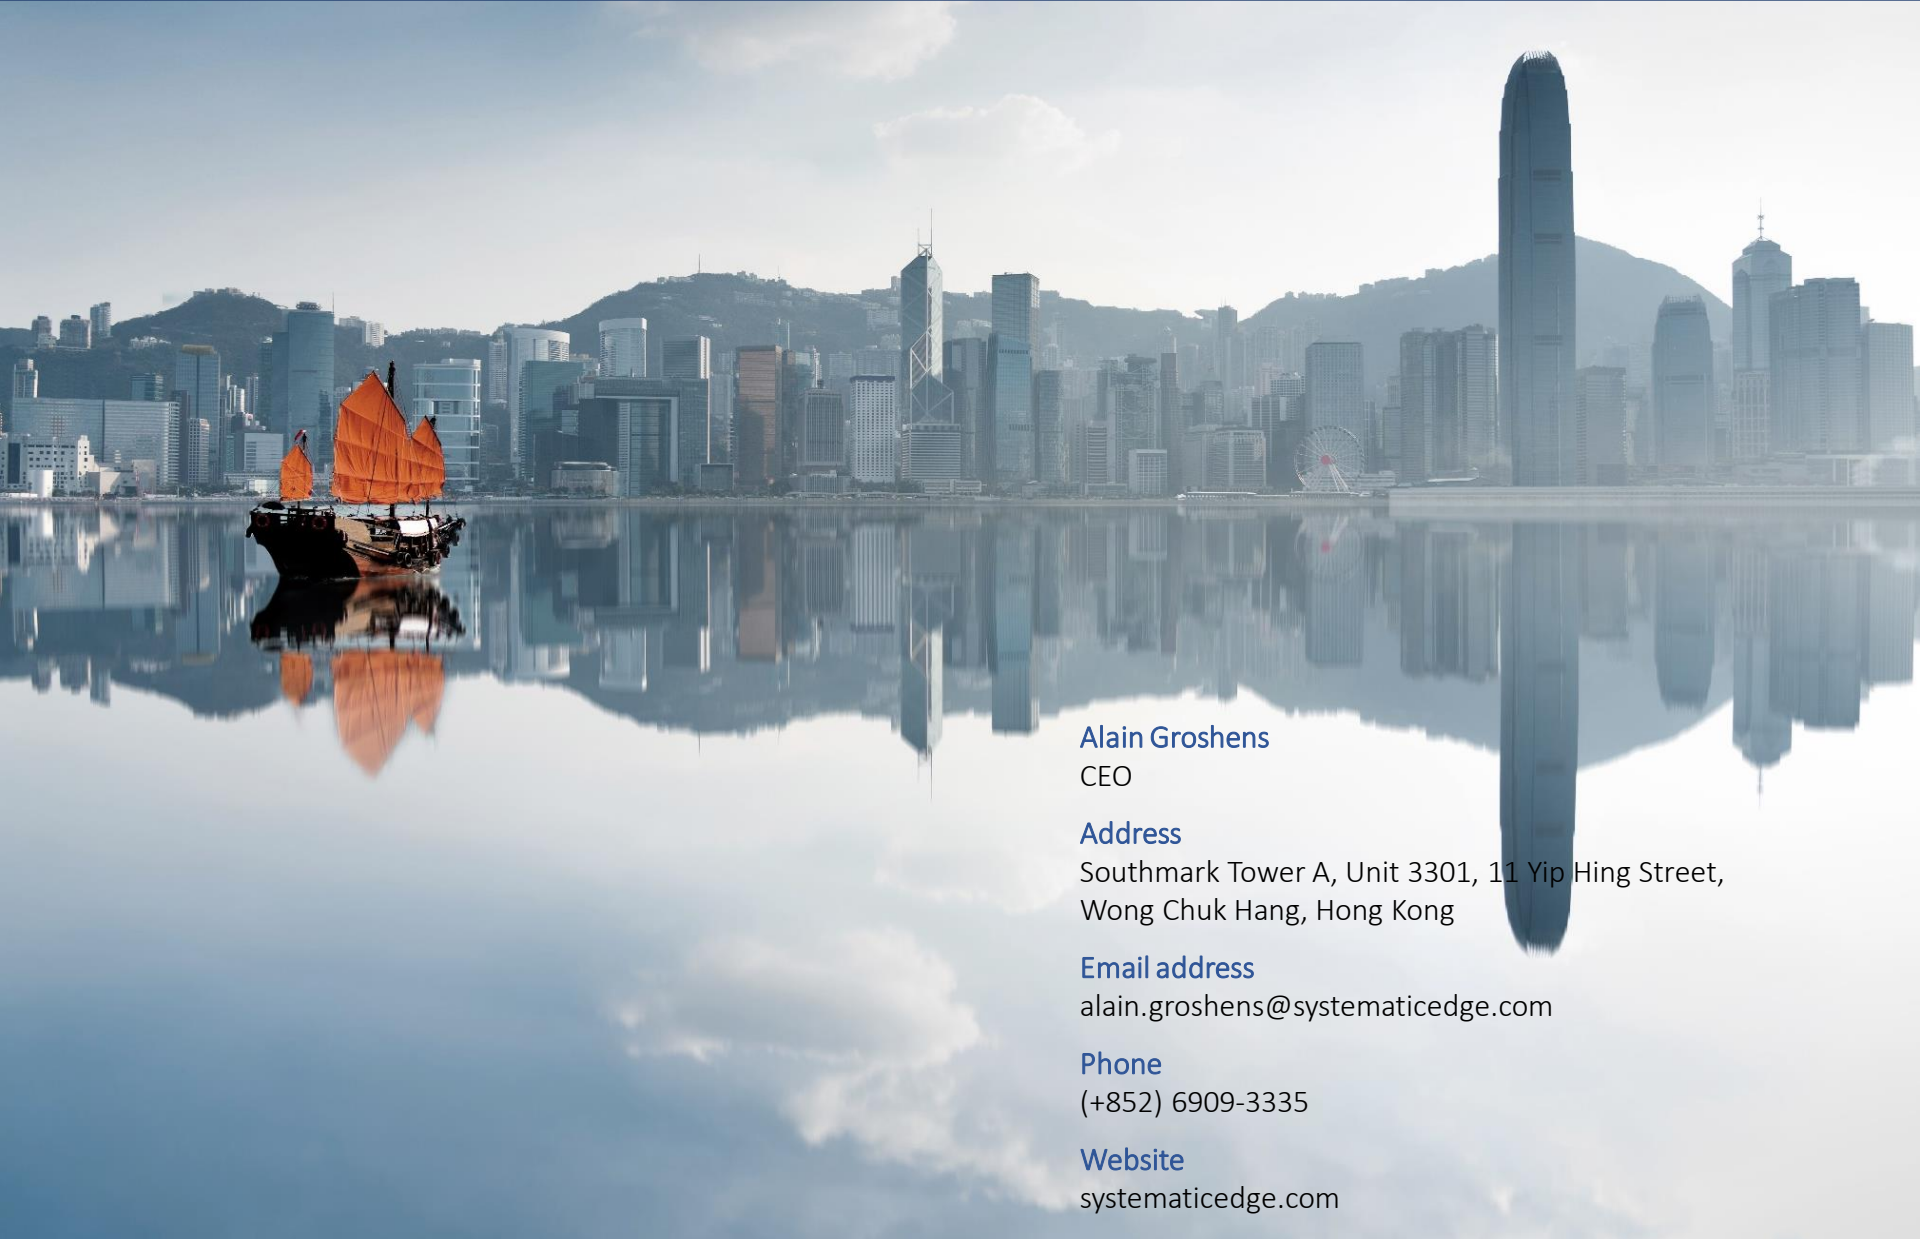 Alain Groshens
CEO
Address
Southmark Tower A, Unit 3301, 11 Yip Hing Street,
Wong Chuk Hang, Hong Kong
Email address
alain.groshens@systematicedge.com
Phone
(+852) 6909-3335
Website
systematicedge.com